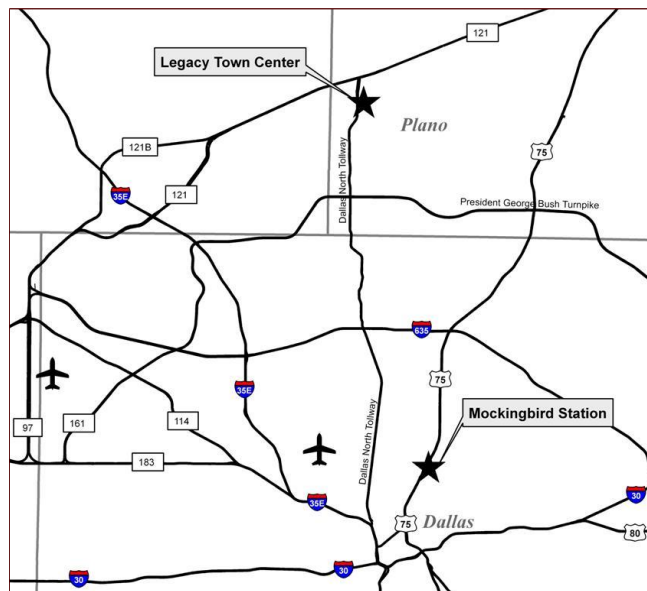 121
Legacy Town Center
Plano
121B
75
Dallas North Tollway
35E
121
President George Bush Turnpike
635
75
35E
Mockingbird Station
161
114
97
Dallas North Tollway
183
30
35E
75
Dallas
80
30
30